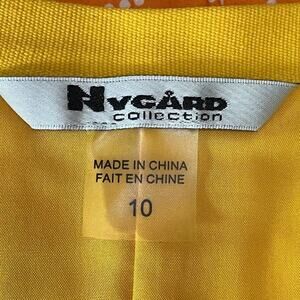 NYGÅRD
collection
MADE IN CHINA
FAIT EN CHINE
10